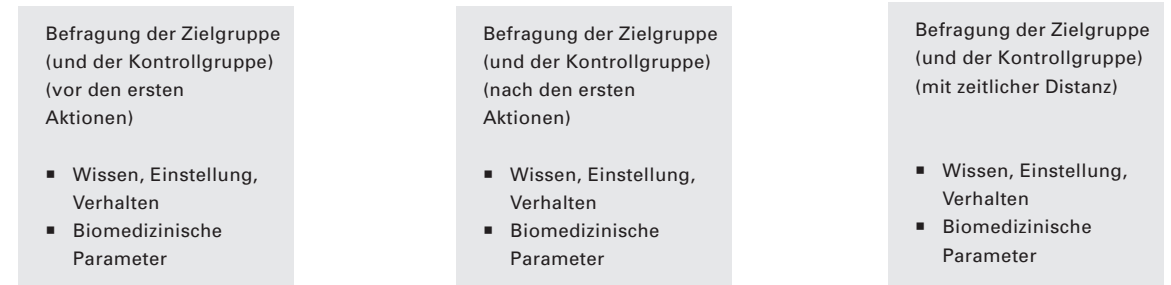 Befragung der Zielgruppe
(und der Kontrollgruppe)
(vor den ersten
Aktionen)
▪ Wissen, Einstellung,
Verhalten
▪ Biomedizinische
Parameter
Befragung der Zielgruppe
(und der Kontrollgruppe)
(nach den ersten
Aktionen)
▪ Wissen, Einstellung,
Verhalten
▪ Biomedizinische
Parameter
Befragung der Zielgruppe
(und der Kontrollgruppe)
(mit zeitlicher Distanz)
▪ Wissen, Einstellung,
Verhalten
▪ Biomedizinische
Parameter